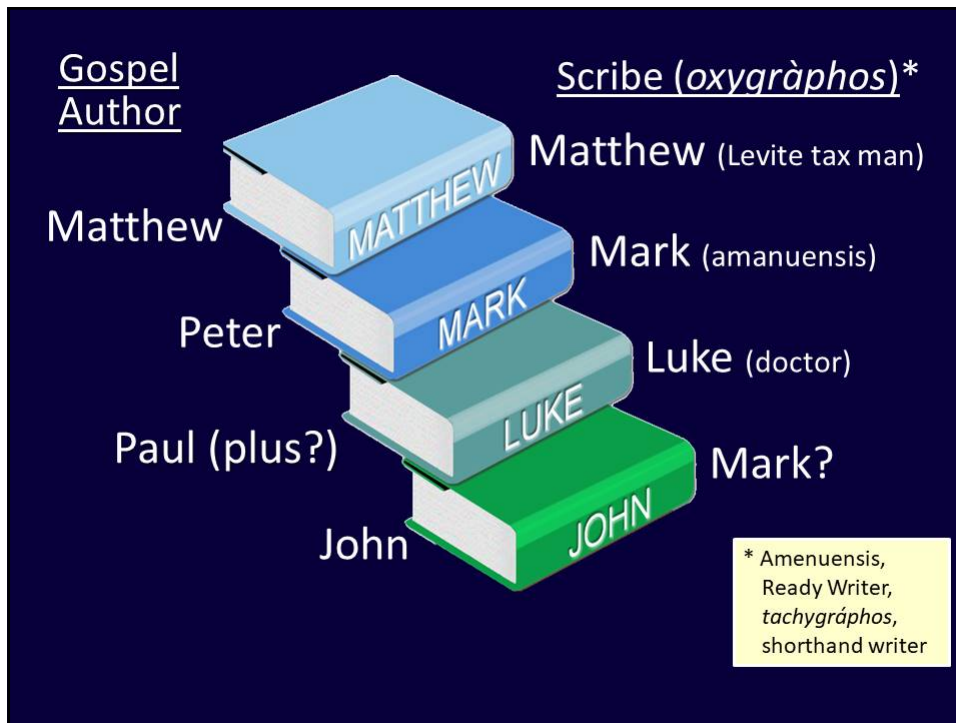 Gospel
Author
Scribe (oxygràphos)*
Matthew (Levite tax man)
MATTHEW
Matthew
Mark (amanuensis)
MARK
Peter
Luke (doctor)
LUKE
Paul (plus?)
Mark?
JOHN
John
* Amenuensis,
Ready Writer,
tachygráphos,
shorthand writer